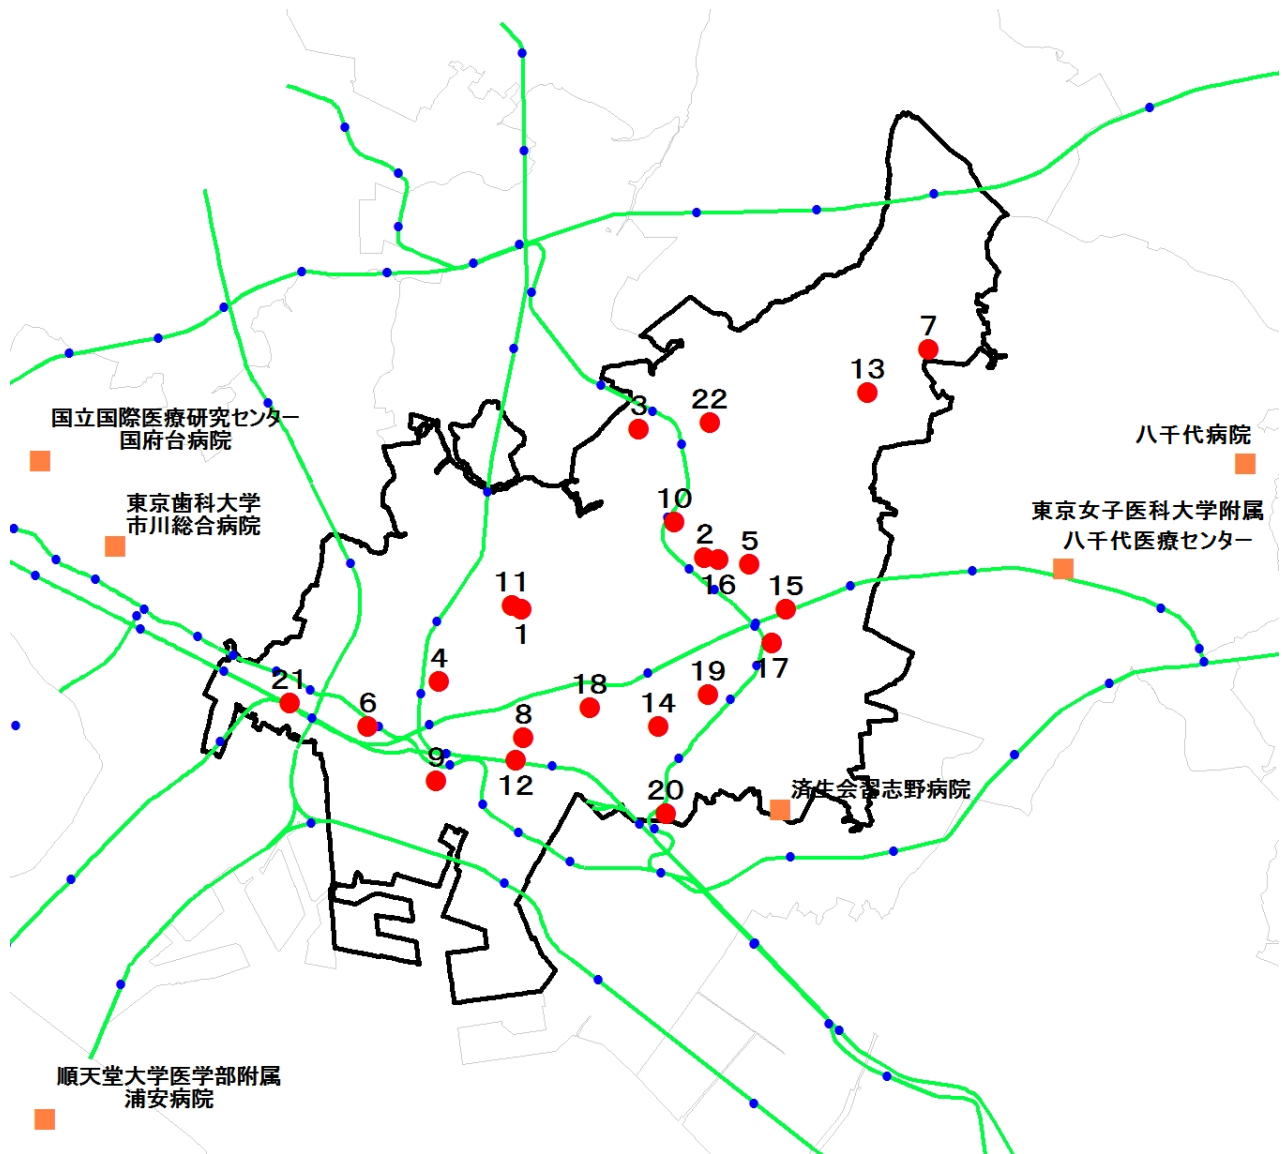 7
13
3
22
国立国際医療研究センター
国府台病院
八千代病院
東京歯科大学
市川総合病院
10
東京女子医科大学附属
八千代医療センター
2
5
16
11
15
1
4
17
21
19
6
18
14
8
9
12
済生会習志野病院
20
順天堂大学医学部附属
浦安病院